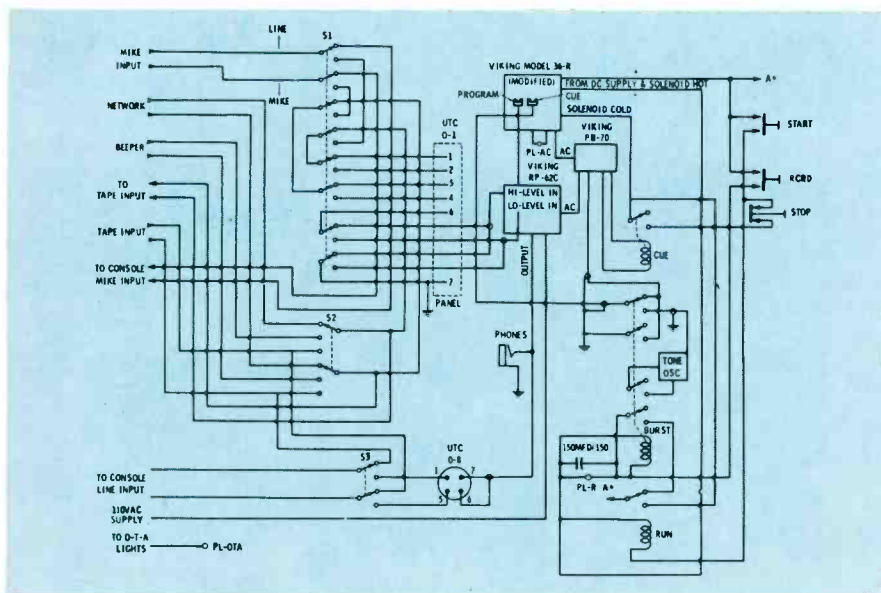 LINE
S1
MIKE
INPUT
MIKE
NETWORK
BEEPER
TO
TAPE INPUT
TAPE INPUT
TO CONSOLE
MIKE INPUT
S2
S3
TO CONSOLE
LINE INPUT
110VAC
SUPPLY
TO O-T-A
LIGHTS
PL-OTA
UTC
O-1
1
2
5
4
6
7
PANEL
UTC
O-8
1
7
5
6
PHONES
VIKING MODEL 36-R
(MODIFIED)
PROGRAM
CUE
FROM DC SUPPLY & SOLENOID HOT
SOLENOID COLD
PL-AC
AC
VIKING
PB-70
VIKING
RP-62C
HI-LEVEL IN
LO-LEVEL IN
AC
OUTPUT
A+
START
RCRD
STOP
CUE
TONE
OSC
BURST
150MFD/150
PL-R A+
RUN